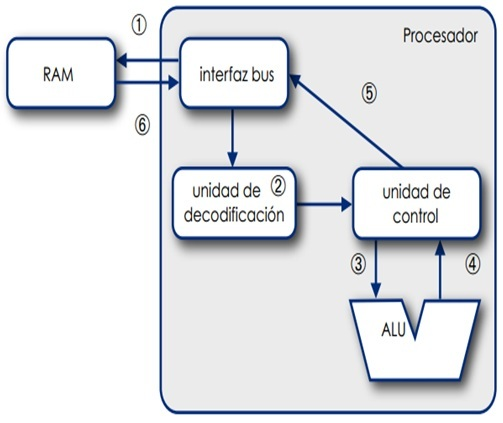 ①
Procesador
RAM
interfaz bus
⑤
⑥
unidad de ②
decodificación
unidad de
control
③
④
ALU